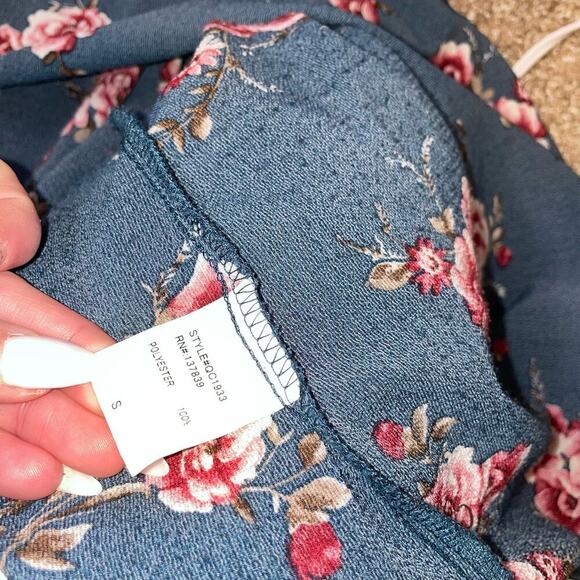 STYLE#QC1933
RN#:137839
100%
POLYESTER
S